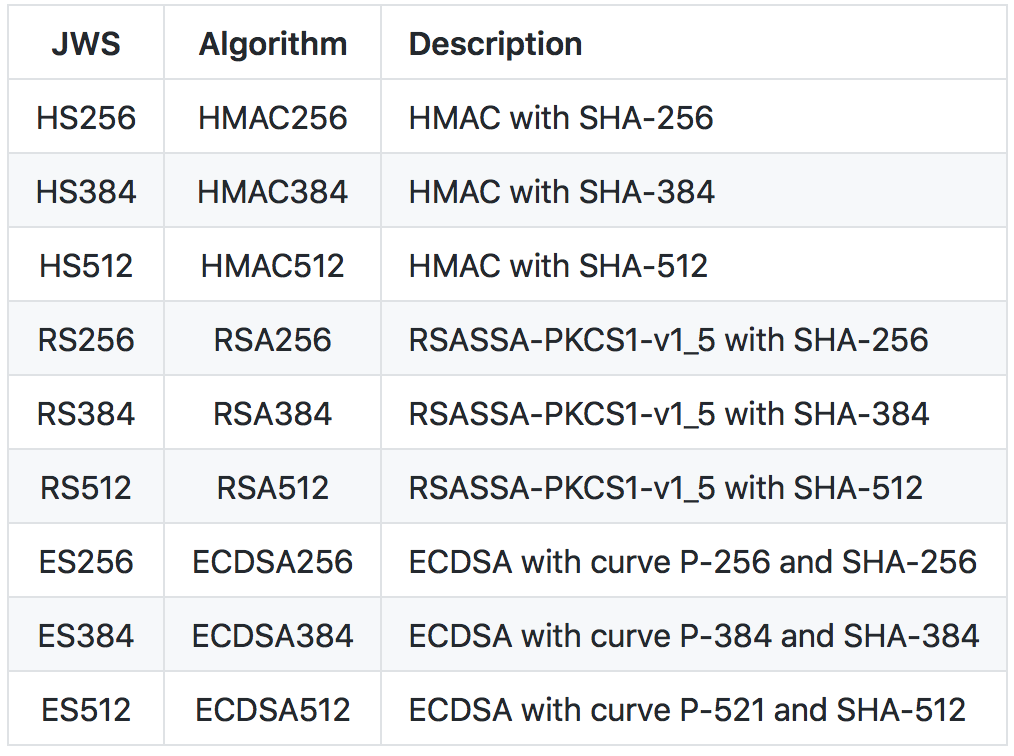 JWS Algorithm Description
HS256 HMAC256 HMAC with SHA-256
HS384 HMAC384 HMAC with SHA-384
HS512 HMAC512 HMAC with SHA-512
RS256 RSA256 RSASSA-PKCS1-v1_5 with SHA-256
RS384 RSA384 RSASSA-PKCS1-v1_5 with SHA-384
RS512 RSA512 RSASSA-PKCS1-v1_5 with SHA-512
ES256 ECDSA256 ECDSA with curve P-256 and SHA-256
ES384 ECDSA384 ECDSA with curve P-384 and SHA-384
ES512 ECDSA512 ECDSA with curve P-521 and SHA-512